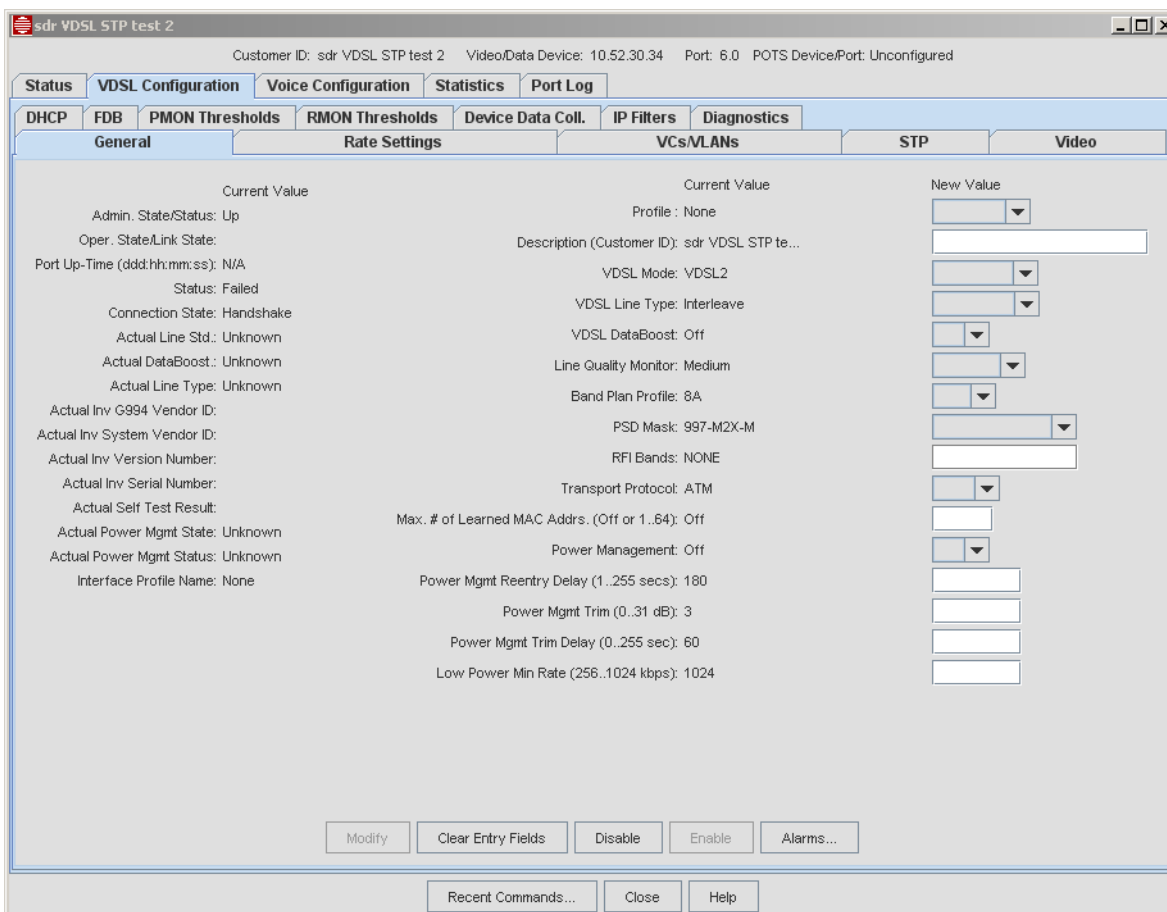 sdr VDSL STP test 2
Customer ID: sdr VDSL STP test 2 Video/Data Device: 10.52.30.34 Port: 6.0 POTS Device/Port: Unconfigured
Status VDSL Configuration Voice Configuration Statistics Port Log
DHCP FDB PMON Thresholds RMON Thresholds Device Data Coll. IP Filters Diagnostics
General Rate Settings VCs/VLANs STP Video
Current Value
Admin. State/Status: Up
Oper. State/Link State:
Port Up-Time (ddd:hh:mm:ss): N/A
Status: Failed
Connection State: Handshake
Actual Line Std.: Unknown
Actual DataBoost.: Unknown
Actual Line Type: Unknown
Actual Inv G994 Vendor ID:
Actual Inv System Vendor ID:
Actual Inv Version Number:
Actual Inv Serial Number:
Actual Self Test Result:
Actual Power Mgmt State: Unknown
Actual Power Mgmt Status: Unknown
Interface Profile Name: None
Current Value New Value
Profile : None
Description (Customer ID): sdr VDSL STP te...
VDSL Mode: VDSL2
VDSL Line Type: Interleave
VDSL DataBoost: Off
Line Quality Monitor: Medium
Band Plan Profile: 8A
PSD Mask: 997-M2X-M
RFI Bands: NONE
Transport Protocol: ATM
Max. # of Learned MAC Addrs. (Off or 1..64): Off
Power Management: Off
Power Mgmt Reentry Delay (1..255 secs): 180
Power Mgmt Trim (0..31 dB): 3
Power Mgmt Trim Delay (0..255 sec): 60
Low Power Min Rate (256..1024 kbps): 1024
Modify Clear Entry Fields Disable Enable Alarms...
Recent Commands... Close Help